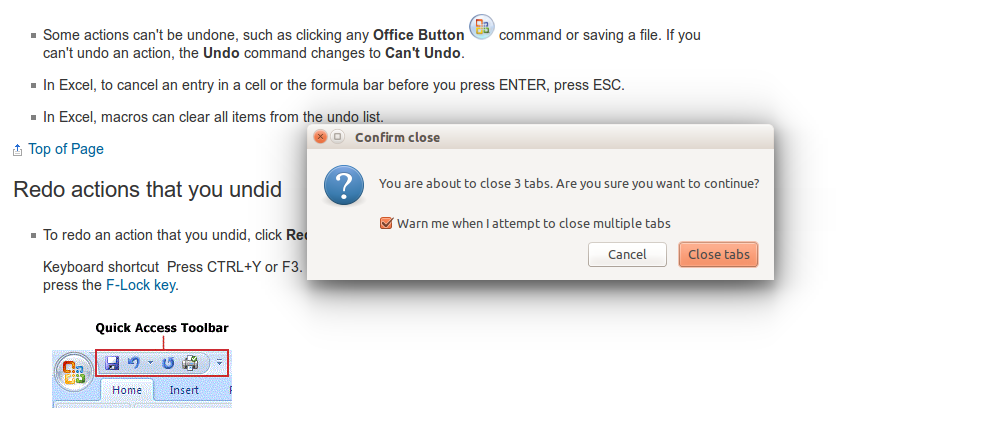 Some actions can't be undone, such as clicking any Office Button command or saving a file. If you
can't undo an action, the Undo command changes to Can't Undo.
In Excel, to cancel an entry in a cell or the formula bar before you press ENTER, press ESC.
In Excel, macros can clear all items from the undo list.
Top of Page
Redo actions that you undid
To redo an action that you undid, click
Keyboard shortcut Press CTRL+Y or F3.
press the F-Lock key.
Quick Access Toolbar
Home Insert
Confirm close
You are about to close 3 tabs. Are you sure you want to continue?
Warn me when I attempt to close multiple tabs
Cancel Close tabs